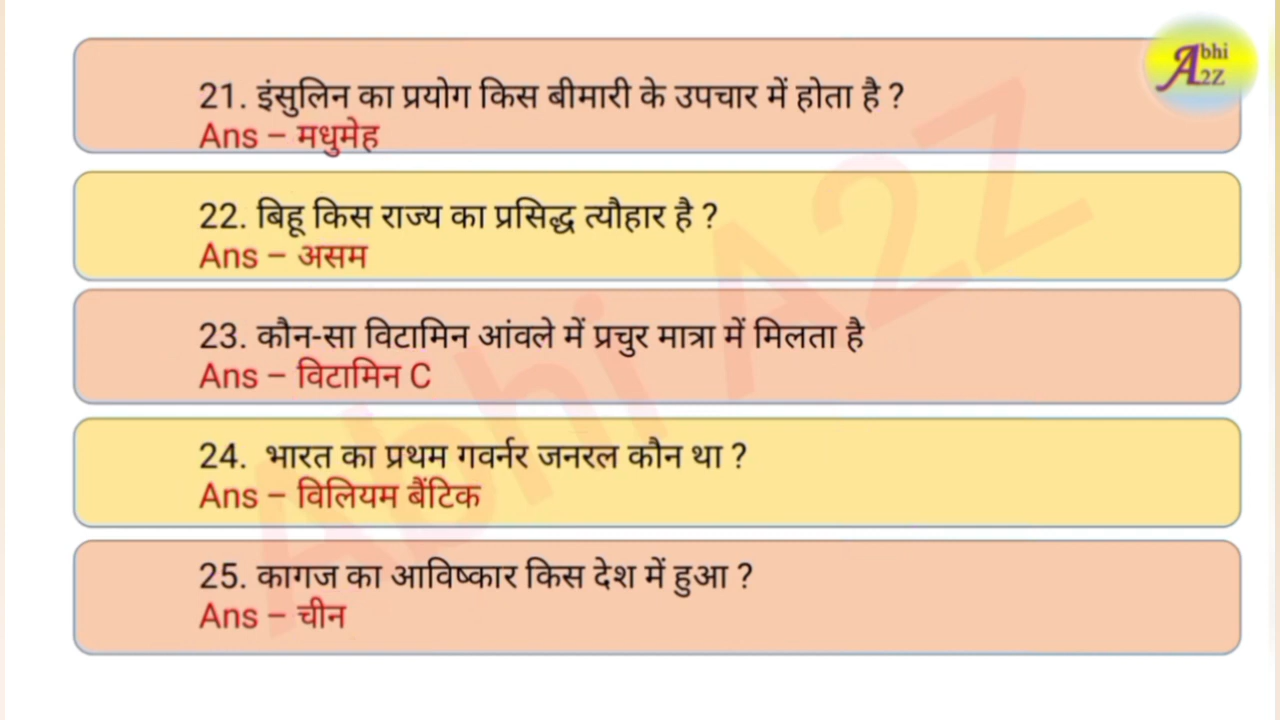 Abhi
A2Z
21. इंसुलिन का प्रयोग किस बीमारी के उपचार में होता है ?
Ans – मधुमेह
22. बिहू किस राज्य का प्रसिद्ध त्यौहार है ?
Ans – असम
23. कौन-सा विटामिन आंवले में प्रचुर मात्रा में मिलता है
Ans – विटामिन C
24. भारत का प्रथम गवर्नर जनरल कौन था ?
Ans – विलियम बैंटिक
25. कागज का आविष्कार किस देश में हुआ ?
Ans – चीन
Abhi A2Z